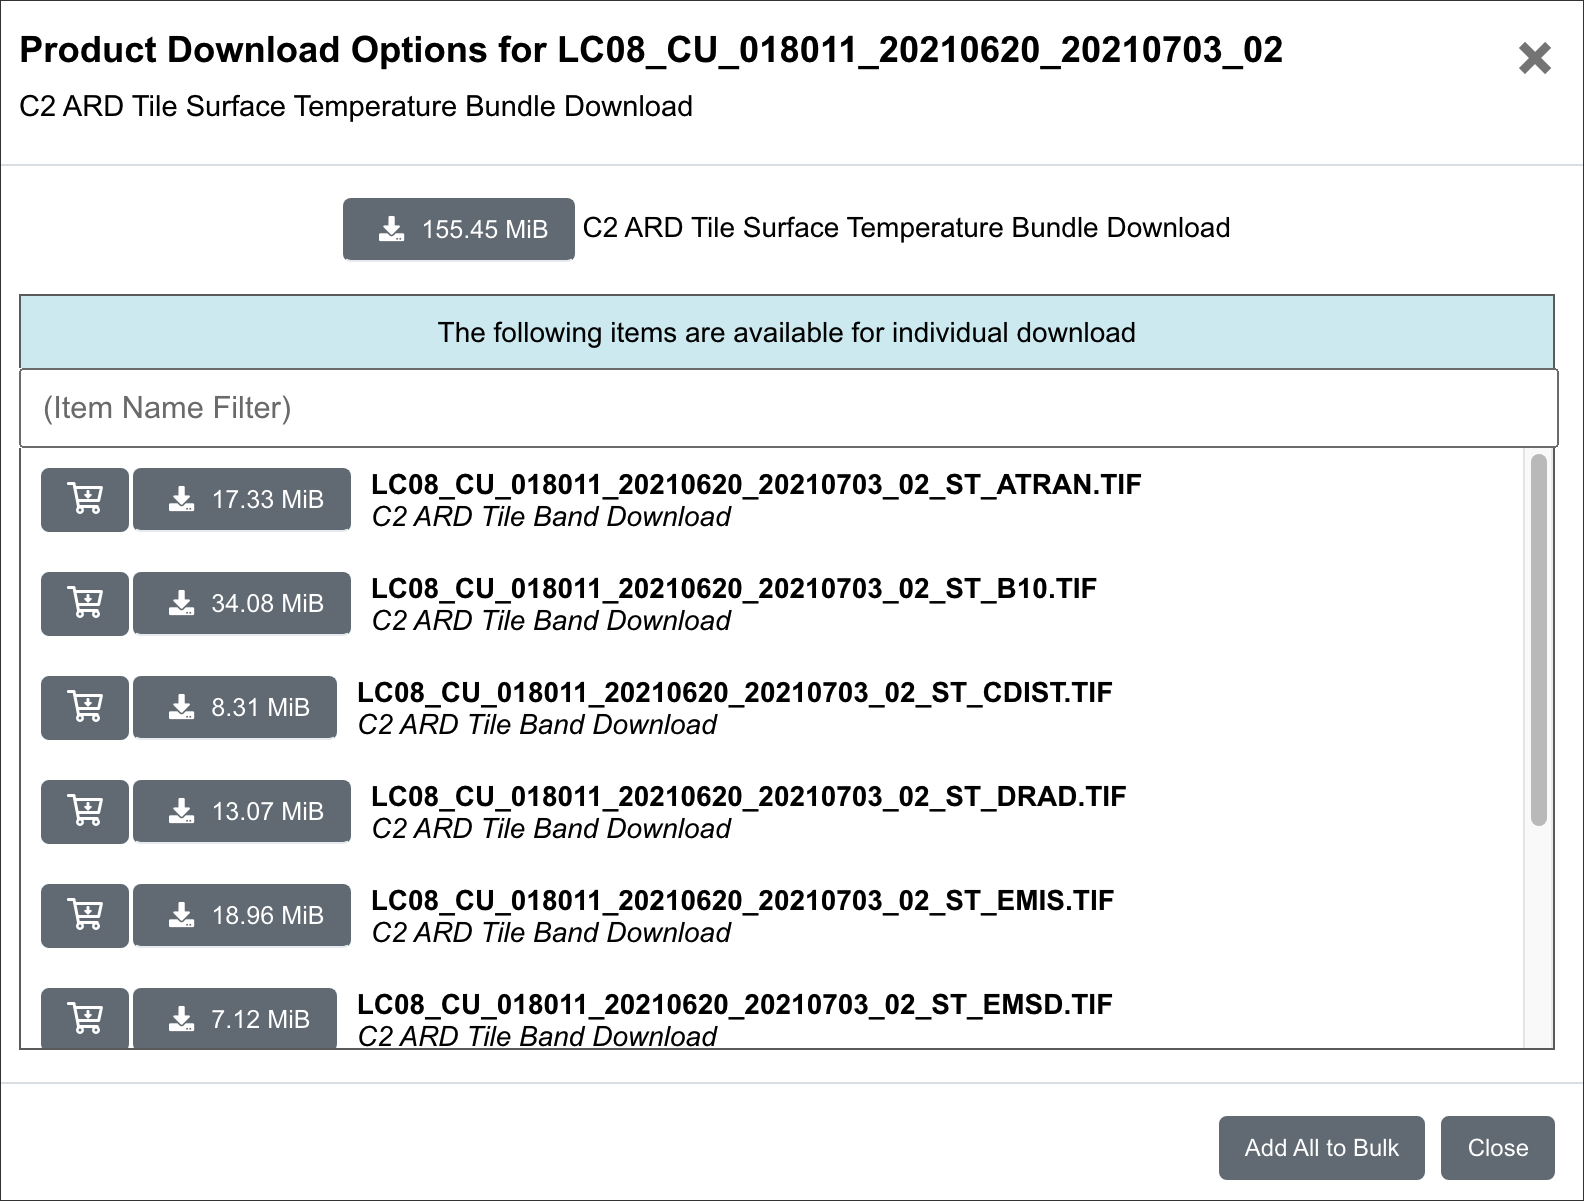 Product Download Options for LC08_CU_018011_20210620_20210703_02
C2 ARD Tile Surface Temperature Bundle Download
155.45 MiB C2 ARD Tile Surface Temperature Bundle Download
The following items are available for individual download
(Item Name Filter)
17.33 MiB LC08_CU_018011_20210620_20210703_02_ST_ATRAN.TIF
C2 ARD Tile Band Download
34.08 MiB LC08_CU_018011_20210620_20210703_02_ST_B10.TIF
C2 ARD Tile Band Download
8.31 MiB LC08_CU_018011_20210620_20210703_02_ST_CDIST.TIF
C2 ARD Tile Band Download
13.07 MiB LC08_CU_018011_20210620_20210703_02_ST_DRAD.TIF
C2 ARD Tile Band Download
18.96 MiB LC08_CU_018011_20210620_20210703_02_ST_EMIS.TIF
C2 ARD Tile Band Download
7.12 MiB LC08_CU_018011_20210620_20210703_02_ST_EMSD.TIF
C2 ARD Tile Band Download
Add All to Bulk Close